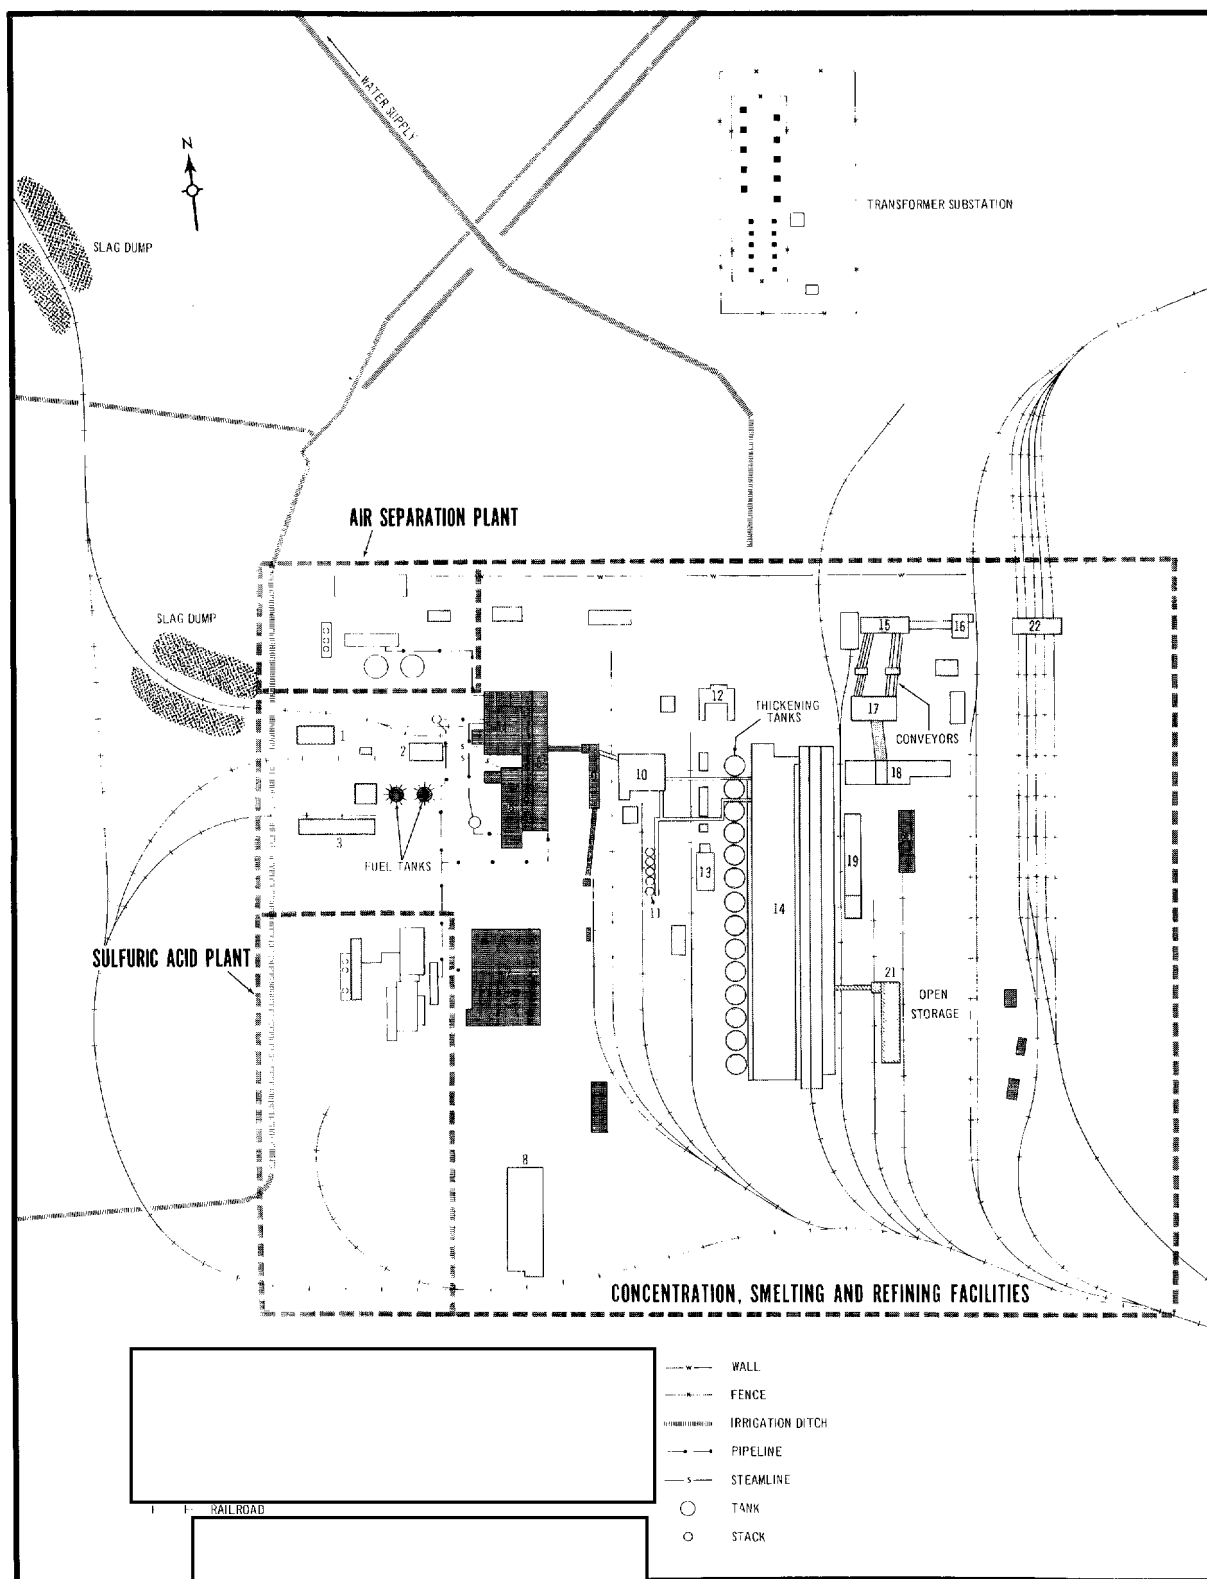 WATER SUPPLY
N
TRANSFORMER SUBSTATION
SLAG DUMP
AIR SEPARATION PLANT
SLAG DUMP
15
16
22
12
THICKENING
TANKS
17
CONVEYORS
1
2
10
18
3
FUEL TANKS
13
19
11
14
SULFURIC ACID PLANT
21
OPEN
STORAGE
8
CONCENTRATION, SMELTING AND REFINING FACILITIES
W WALL
FENCE
IRRIGATION DITCH
PIPELINE
S STEAMLINE
RAILROAD
TANK
STACK